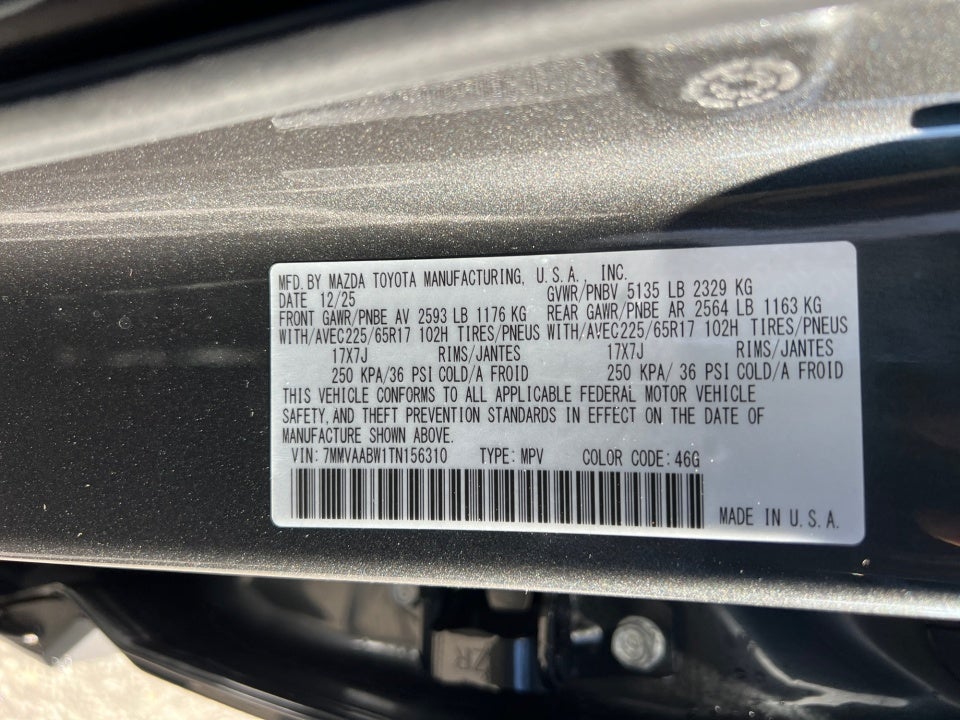 MFD. BY MAZDA TOYOTA MANUFACTURING, U.S.A., INC.
DATE 12/25 GVWR/PNBV 5135 LB 2329 KG
FRONT GAWR/PNBE AV 2593 LB 1176 KG REAR GAWR/PNBE AR 2564 LB 1163 KG
WITH/AVEC225/65R17 102H TIRES/PNEUS WITH/AVEC225/65R17 102H TIRES/PNEUS
17X7J RIMS/JANTES 17X7J RIMS/JANTES
250 KPA/36 PSI COLD/A FROID 250 KPA/ 36 PSI COLD/A FROID
THIS VEHICLE CONFORMS TO ALL APPLICABLE FEDERAL MOTOR VEHICLE
SAFETY, AND THEFT PREVENTION STANDARDS IN EFFECT ON THE DATE OF
MANUFACTURE SHOWN ABOVE.
VIN: 7MMVAABW1TN156310 TYPE: MPV COLOR CODE: 46G
MADE IN U.S.A.
ZR